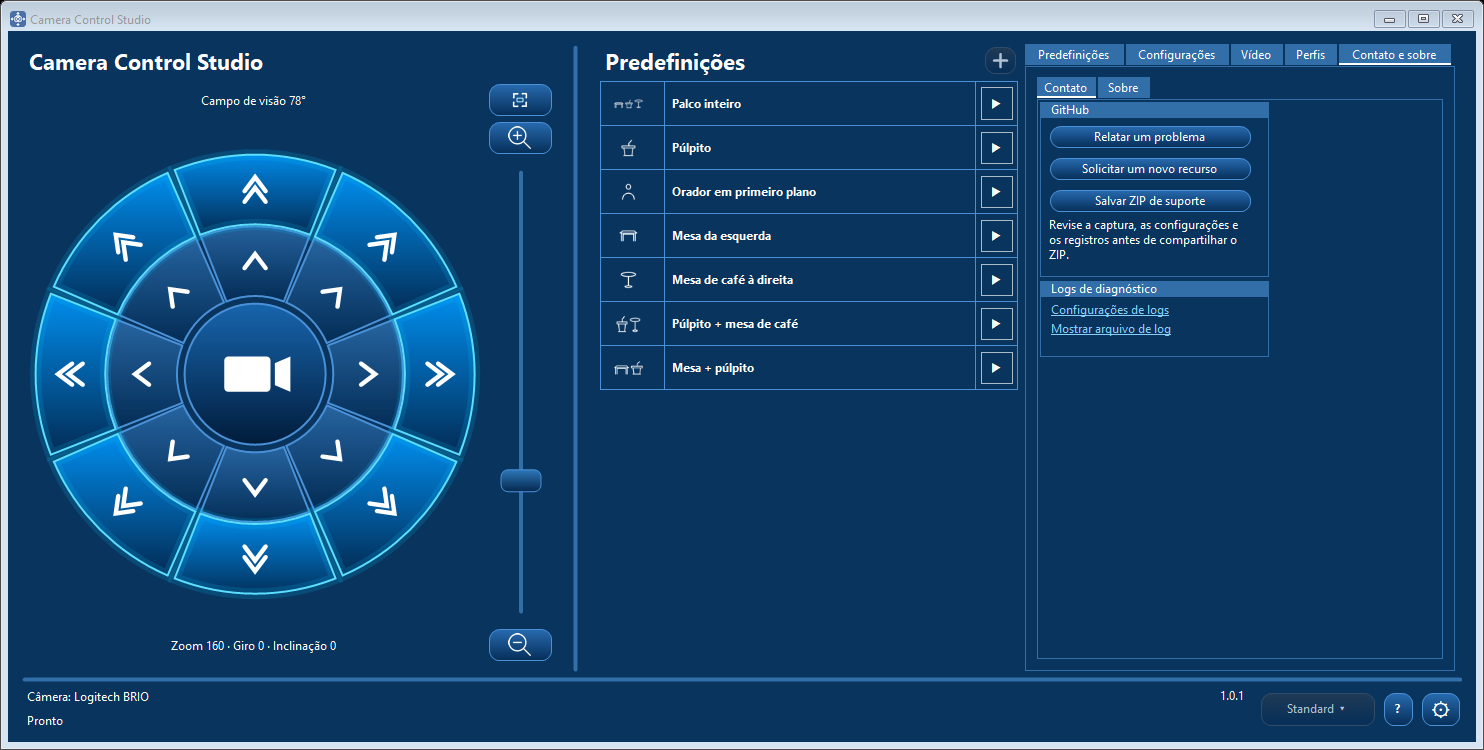 Camera Control Studio
Camera Control Studio
Campo de visão 78°
Zoom 160 · Giro 0 · Inclinação 0
Predefinições
Palco inteiro
Púlpito
Orador em primeiro plano
Mesa da esquerda
Mesa de café à direita
Púlpito + mesa de café
Mesa + púlpito
Predefinições
Configurações
Vídeo
Perfis
Contato e sobre
Contato
Sobre
GitHub
Relatar um problema
Solicitar um novo recurso
Salvar ZIP de suporte
Revise a captura, as configurações e
os registros antes de compartilhar o
ZIP.
Logs de diagnóstico
Configurações de logs
Mostrar arquivo de log
Câmera: Logitech BRIO
Pronto
1.0.1
Standard
?